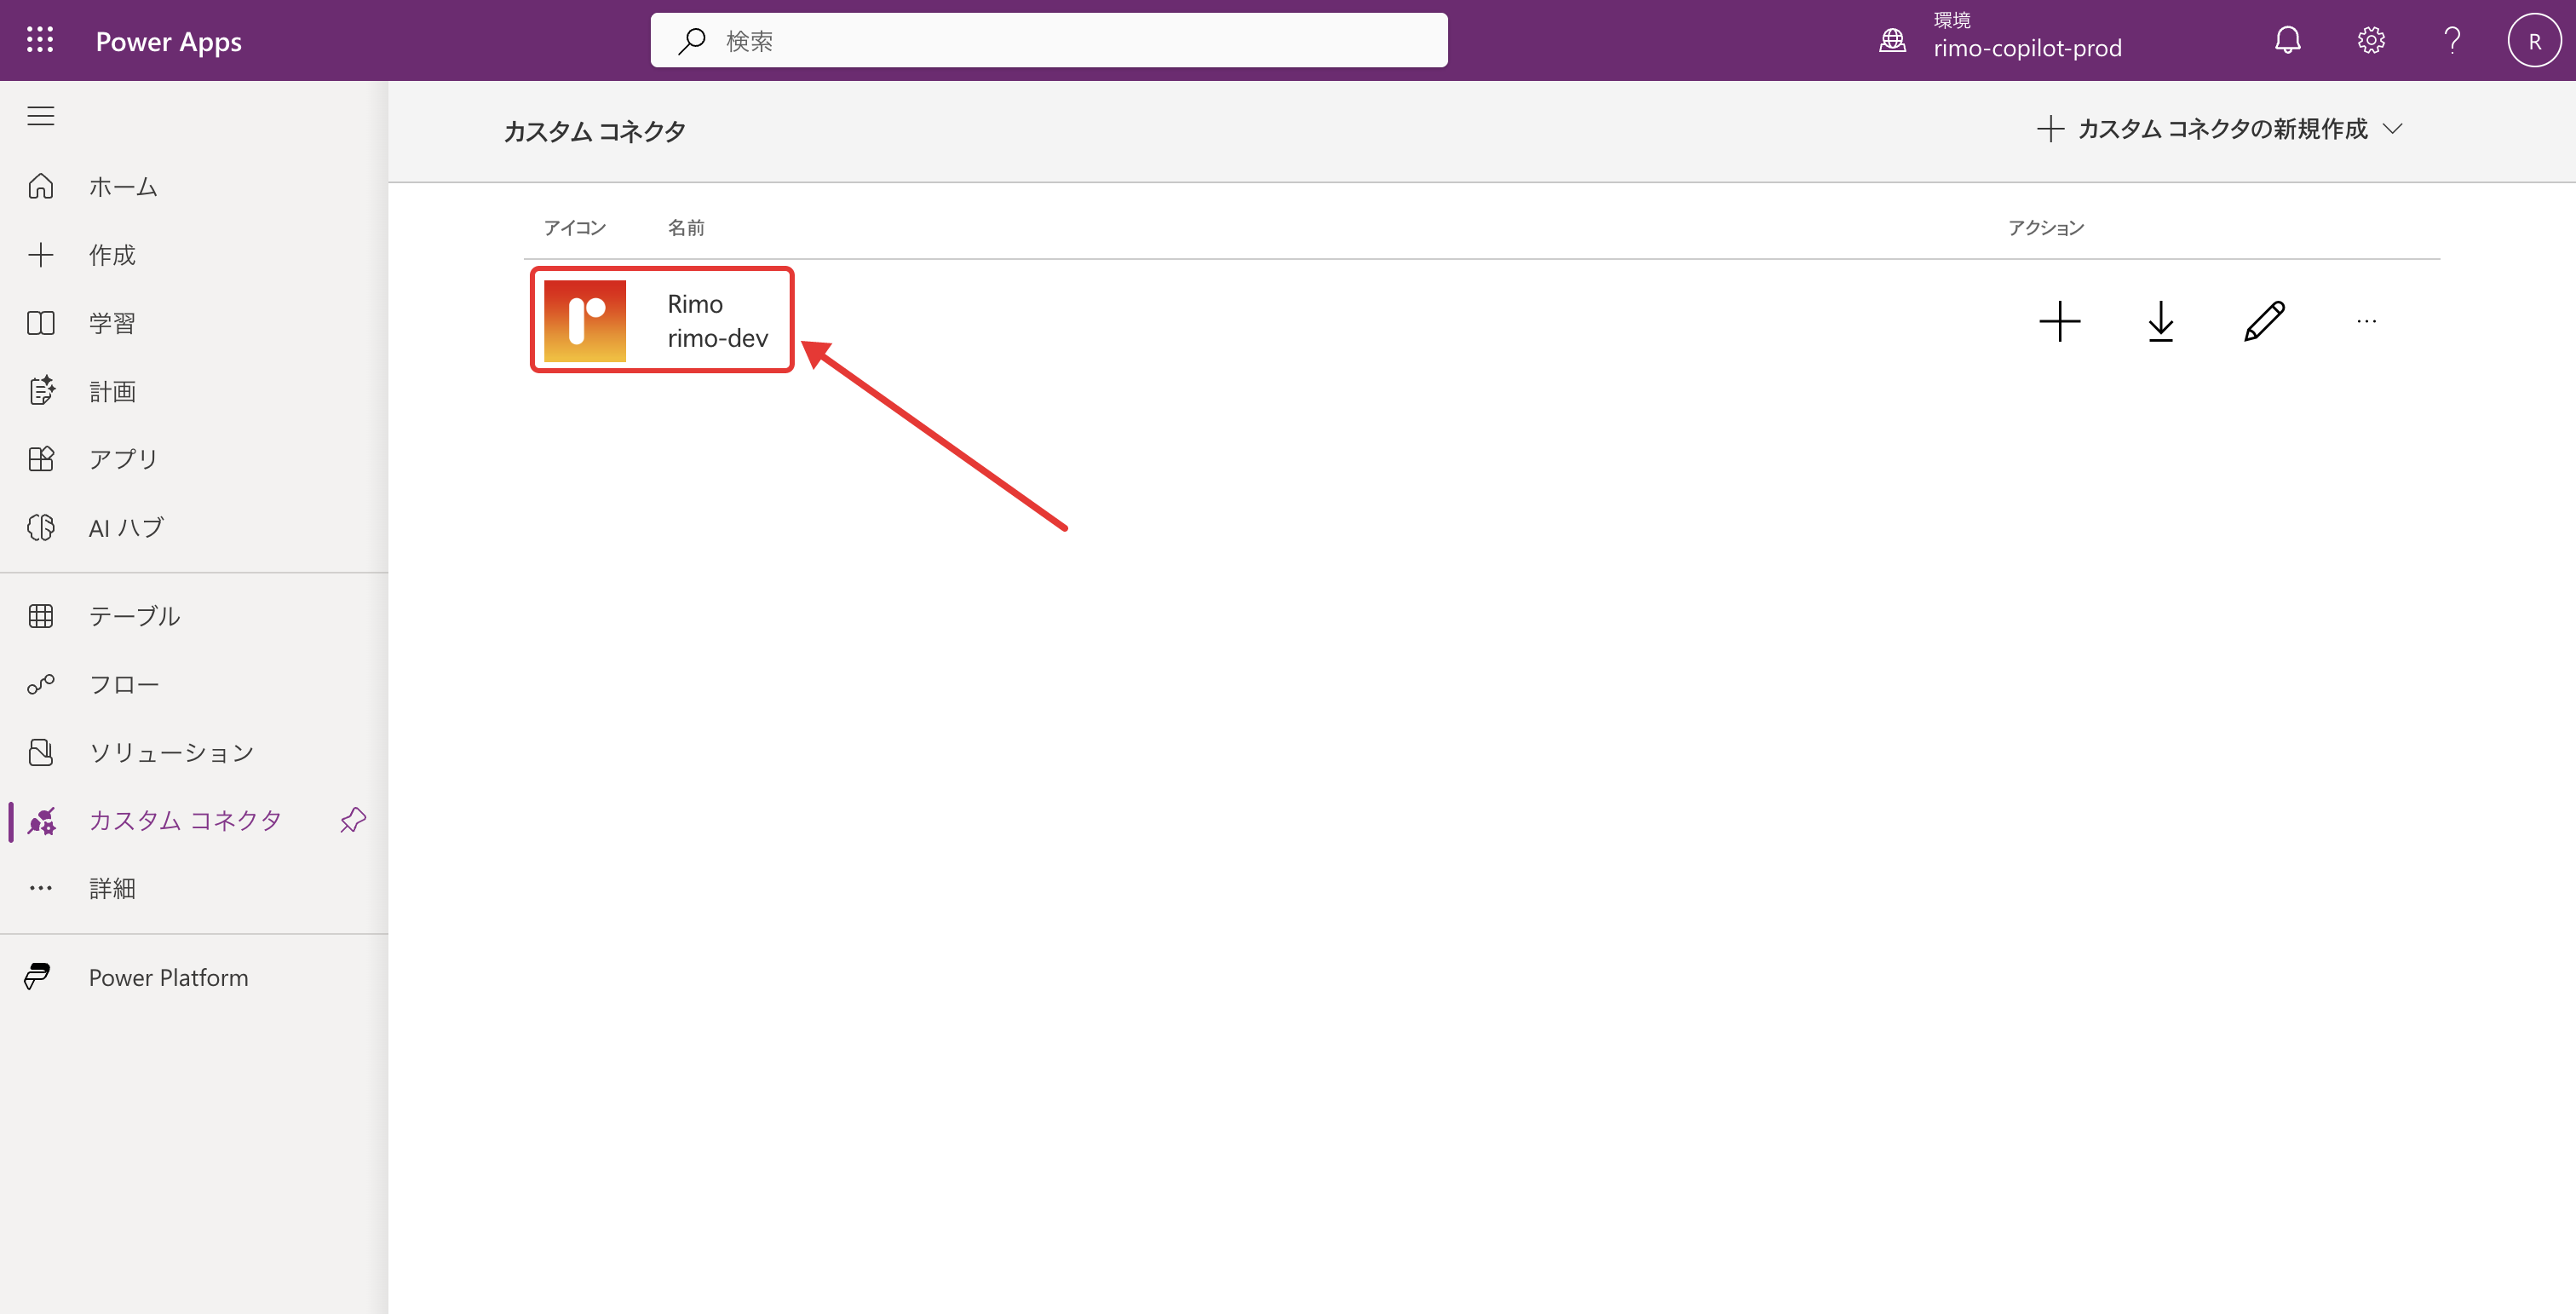 Power Apps
検索
環境
rimo-copilot-prod
R
カスタム コネクタ
カスタム コネクタの新規作成
ホーム
作成
学習
計画
アプリ
AI ハブ
テーブル
フロー
ソリューション
カスタム コネクタ
詳細
Power Platform
アイコン 名前 アクション
r
Rimo
rimo-dev